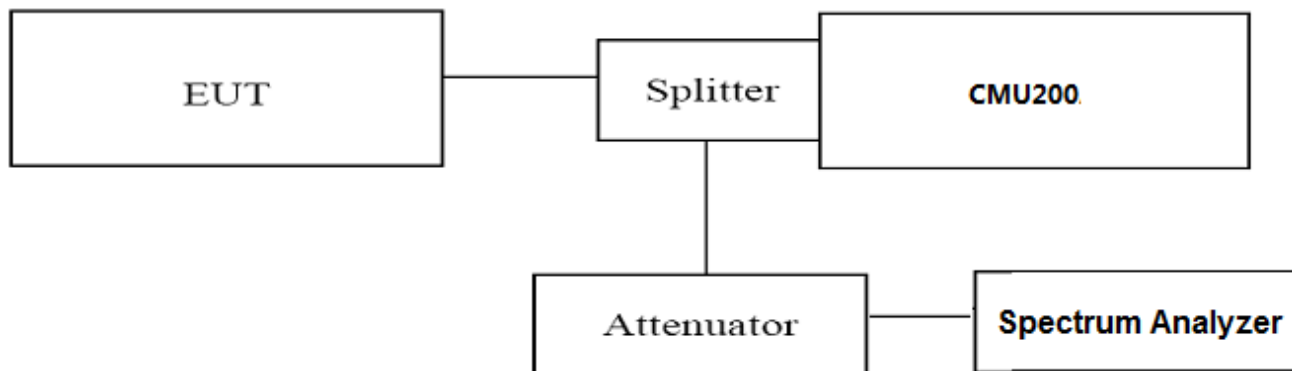 EUT
Splitter
CMU200
Attenuator
Spectrum Analyzer